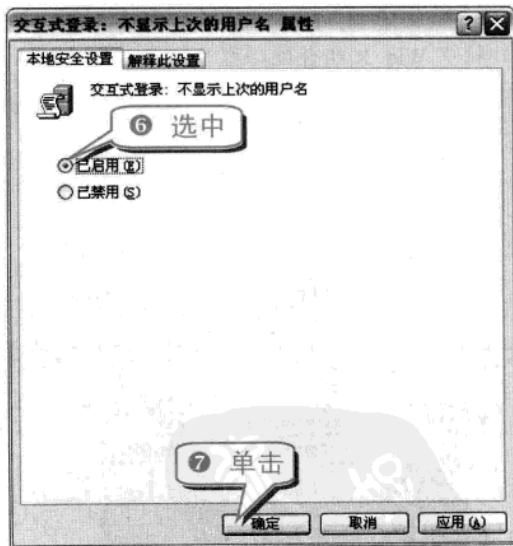 交互式登录：不显示上次的用户名 属性
本地安全设置 解释此设置
交互式登录：不显示上次的用户名
❻ 选中
已启用(E)
已禁用(S)
❼ 单击
确定 取消 应用(A)